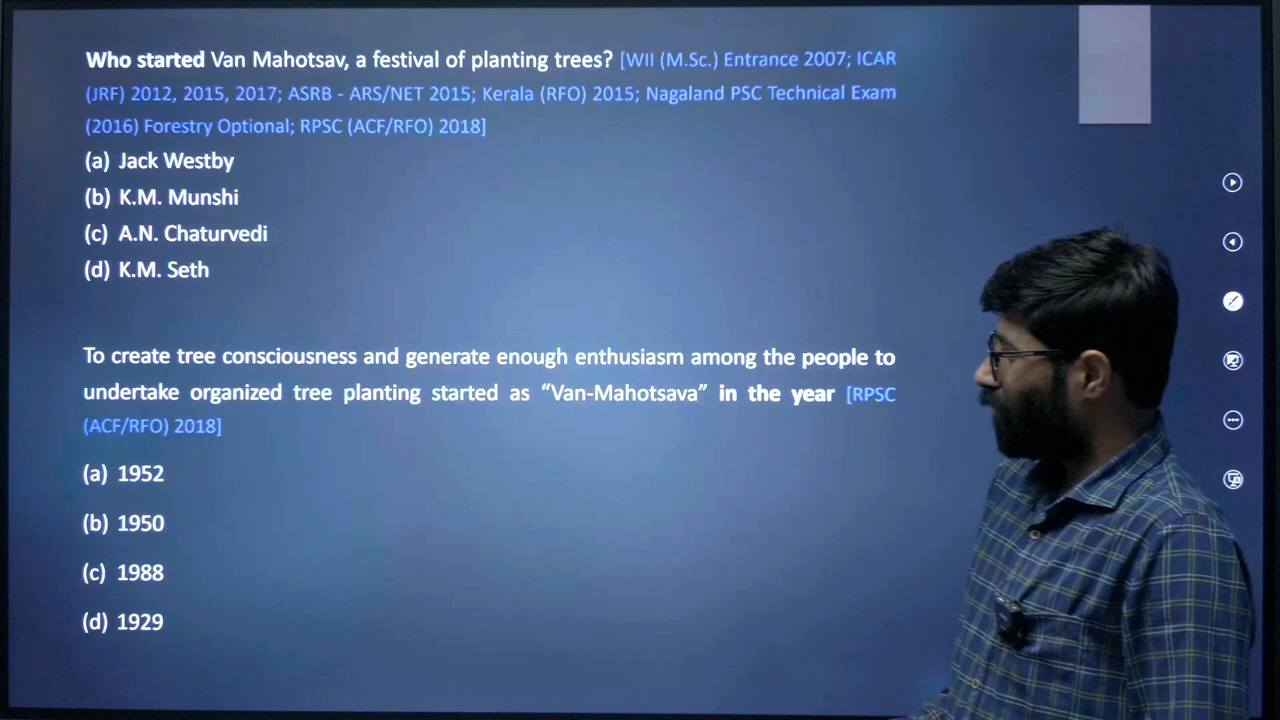 Who started Van Mahotsav, a festival of planting trees? [WII (M.Sc.) Entrance 2007; ICAR
(JRF) 2012, 2015, 2017; ASRB - ARS/NET 2015; Kerala (RFO) 2015; Nagaland PSC Technical Exam
(2016) Forestry Optional; RPSC (ACF/RFO) 2018]
(a) Jack Westby
(b) K.M. Munshi
(c) A.N. Chaturvedi
(d) K.M. Seth
To create tree consciousness and generate enough enthusiasm among the people to
undertake organized tree planting started as “Van-Mahotsava” in the year [RPSC
(ACF/RFO) 2018]
(a) 1952
(b) 1950
(c) 1988
(d) 1929